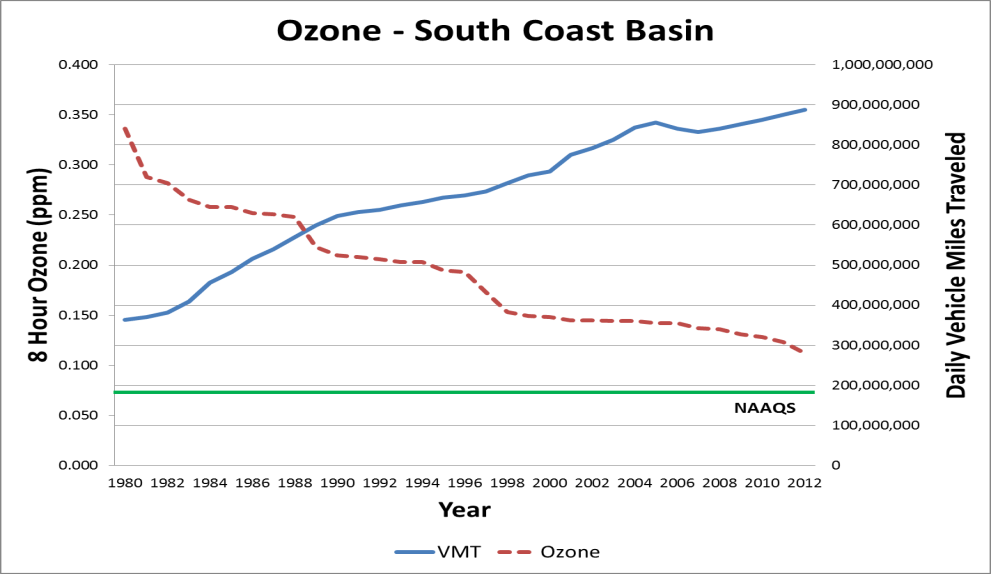 Ozone - South Coast Basin
0.400
0.350
0.300
0.250
0.200
0.150
0.100
0.050
0.000
8 Hour Ozone (ppm)
1,000,000,000
900,000,000
800,000,000
700,000,000
600,000,000
500,000,000
400,000,000
300,000,000
200,000,000
100,000,000
0
Daily Vehicle Miles Traveled
NAAQS
1980 1982 1984 1986 1988 1990 1992 1994 1996 1998 2000 2002 2004 2006 2008 2010 2012
Year
VMT Ozone